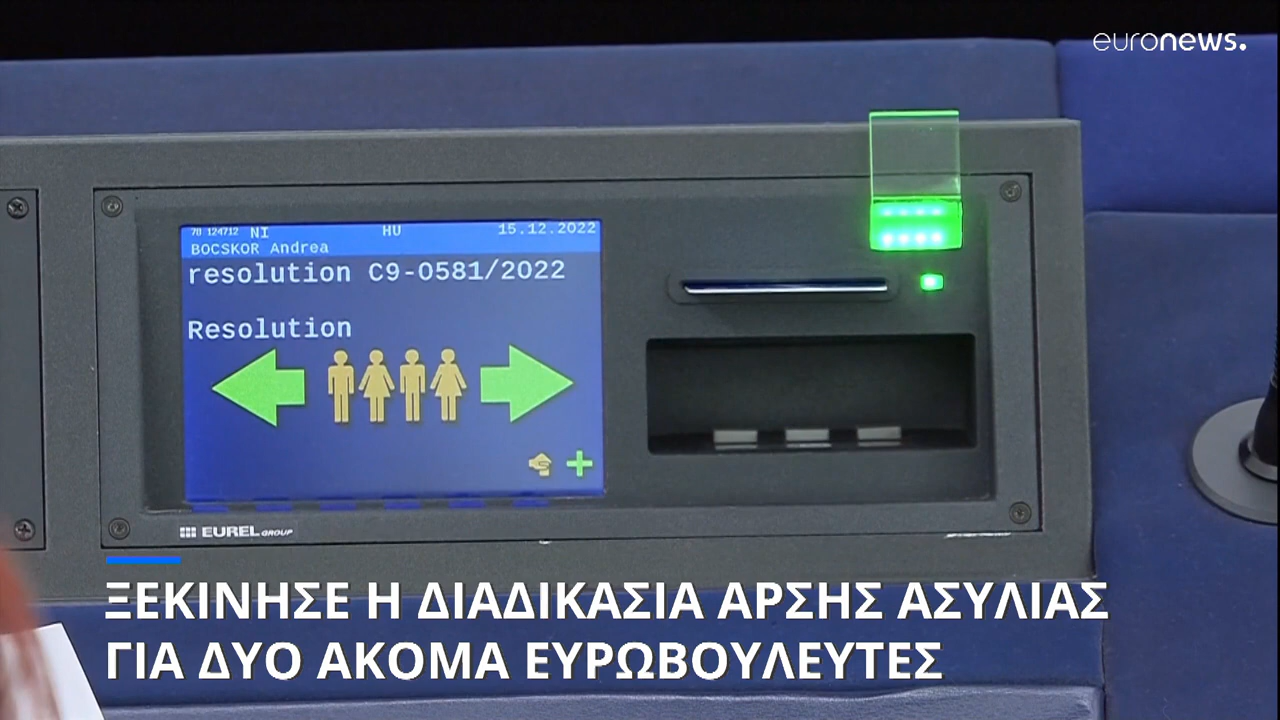 euronews.
78 124712 NI HU 15.12.2022
BOCSKOR Andrea
resolution C9-0581/2022
Resolution
EUREL GROUP
ΞΕΚΙΝΗΣΕ Η ΔΙΑΔΙΚΑΣΙΑ ΑΡΣΗΣ ΑΣΥΛΙΑΣ
ΓΙΑ ΔΥΟ ΑΚΟΜΑ ΕΥΡΩΒΟΥΛΕΥΤΕΣ